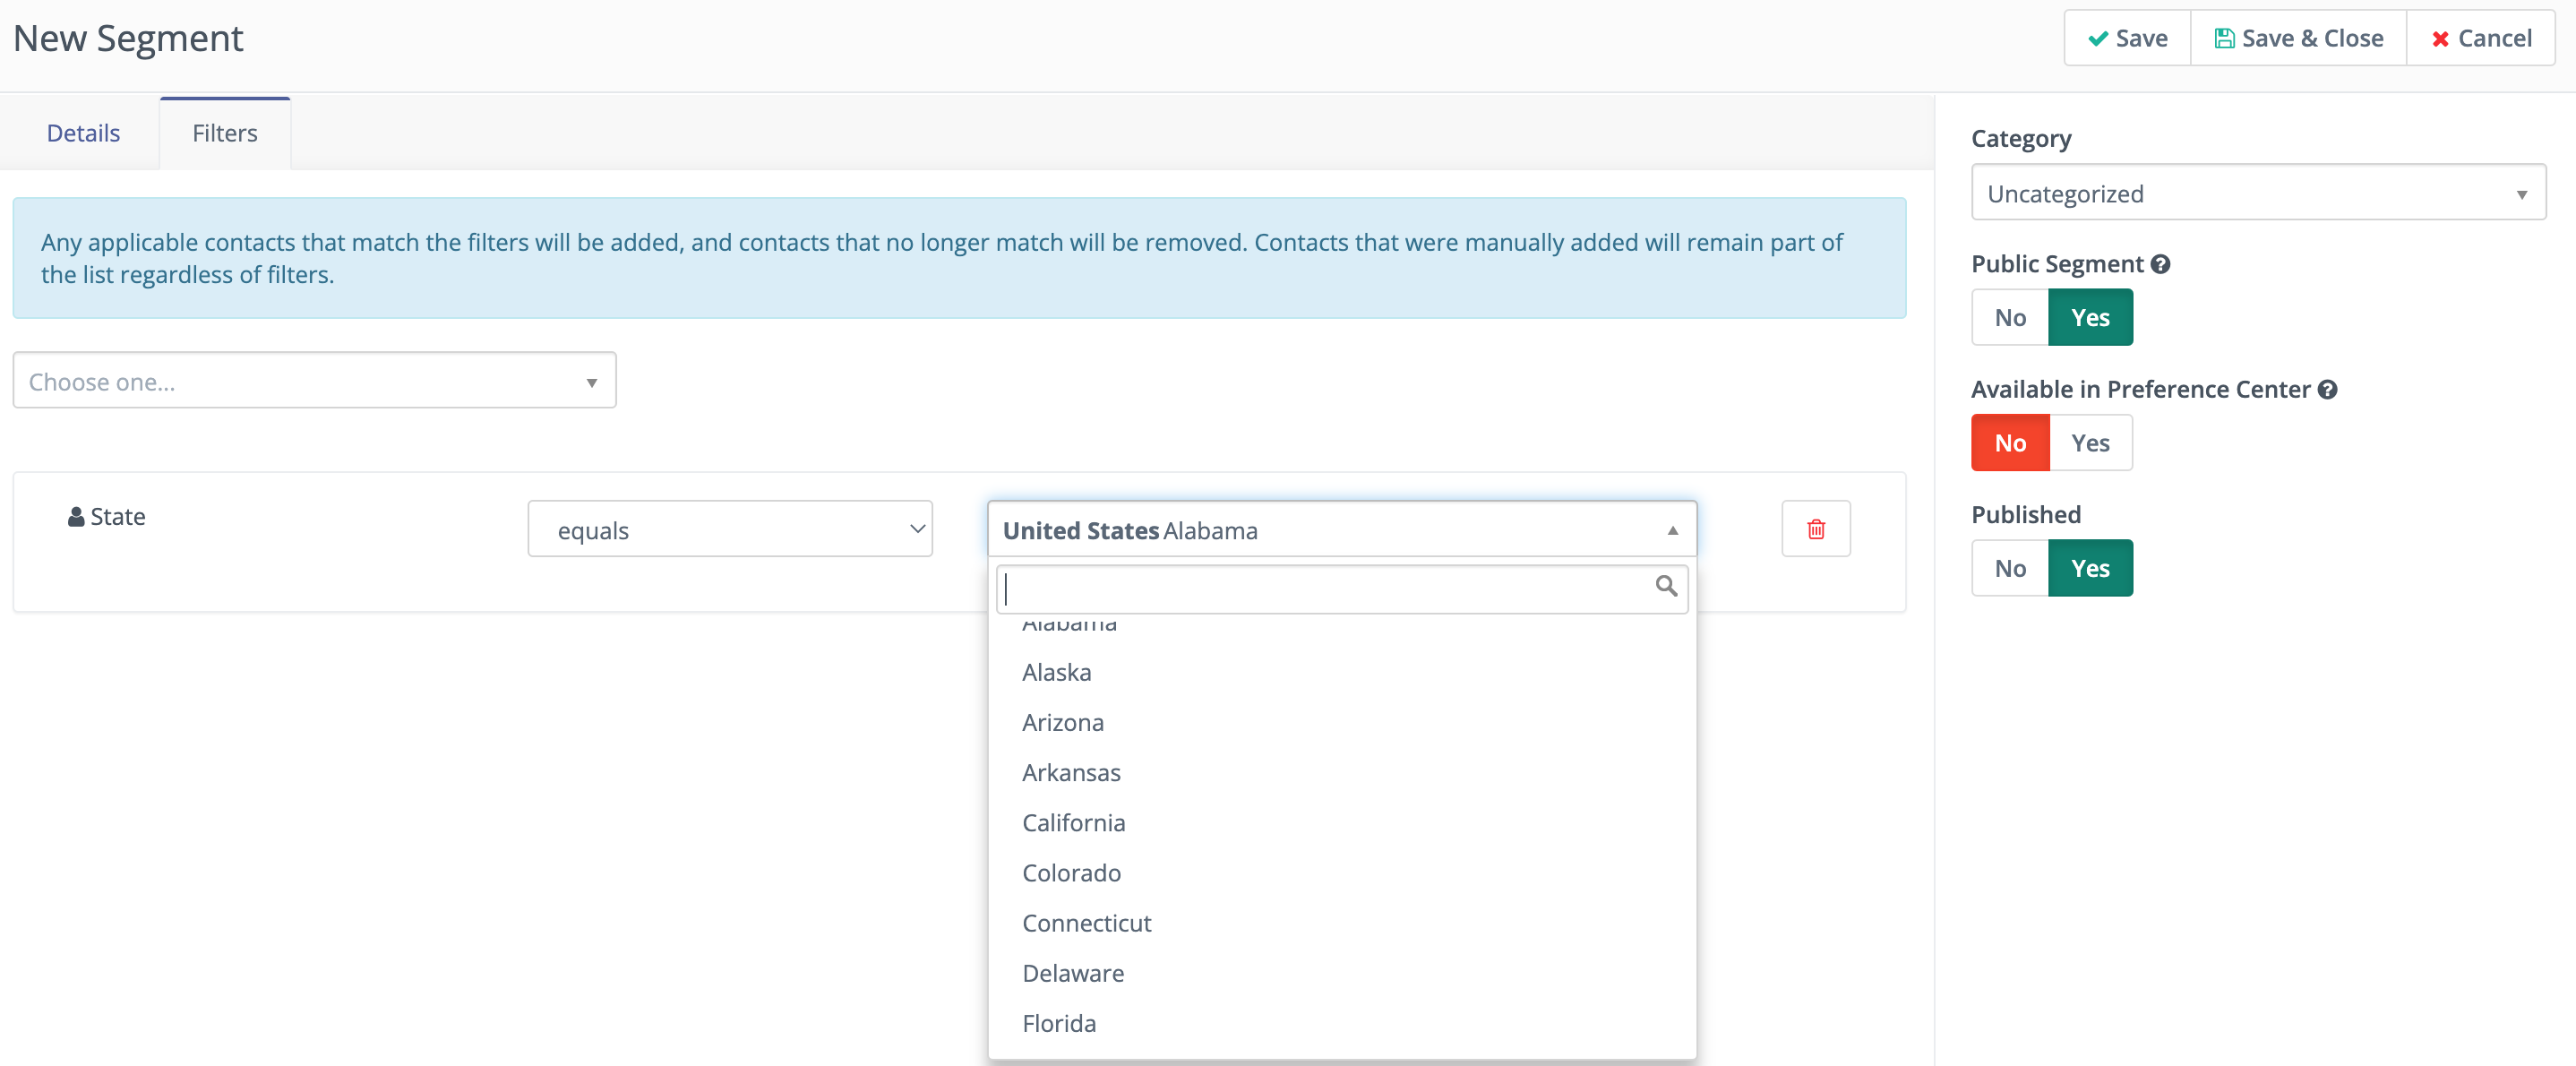 New Segment
Save
Save & Close
Cancel
Details
Filters
Any applicable contacts that match the filters will be added, and contacts that no longer match will be removed. Contacts that were manually added will remain part of
the list regardless of filters.
Choose one...
State
equals
United States Alabama
Alabama
Alaska
Arizona
Arkansas
California
Colorado
Connecticut
Delaware
Florida
Category
Uncategorized
Public Segment
No
Yes
Available in Preference Center
No
Yes
Published
No
Yes